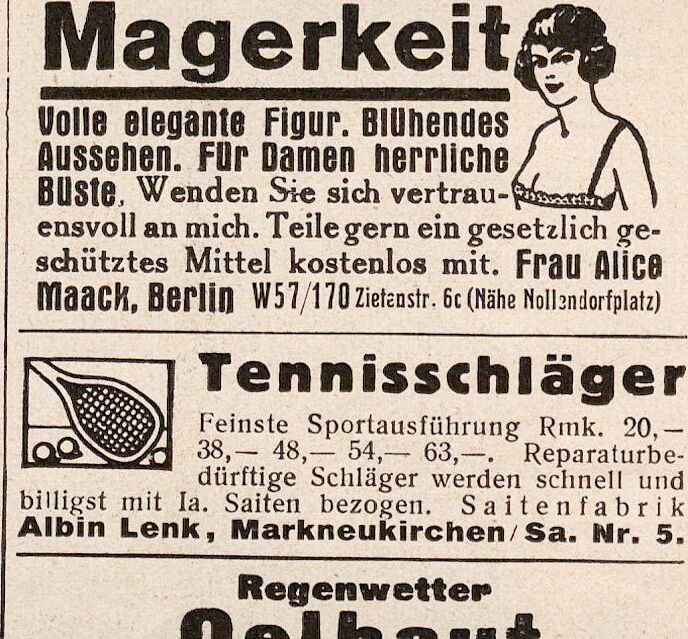 Magerkeit
Volle elegante Figur. Blühendes
Aussehen. Für Damen herrliche
Büste. Wenden Sie sich vertrau-
ensvoll an mich. Teile gern ein gesetzlich ge-
schütztes Mittel kostenlos mit. Frau Alice
Maack, Berlin W57/170 Zietenstr. 6c (Nähe Nollendorfplatz)
Tennisschläger
Feinste Sportausführung Rmk. 20,—
38,— 48,— 54,— 63,—. Reparaturbe-
dürftige Schläger werden schnell und
billigst mit Ia. Saiten bezogen. Saitenfabrik
Albin Lenk, Markneukirchen/Sa. Nr. 5.
Regenwetter
Oelhaut